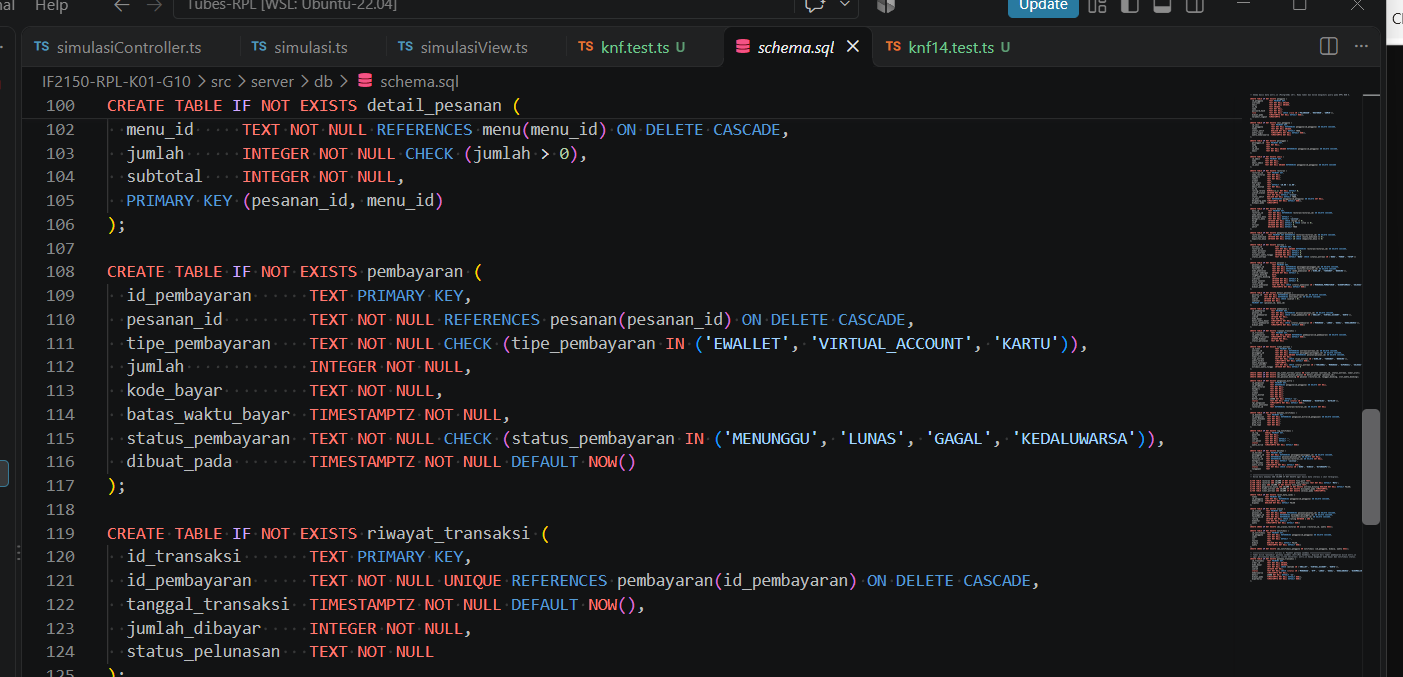 Help
Tubes-RPL [WSL: Ubuntu-22.04]
Update
TS simulasiController.ts
TS simulasi.ts
TS simulasiView.ts
TS knf.test.ts U
schema.sql
TS knf14.test.ts U
IF2150-RPL-K01-G10 > src > server > db > schema.sql
100 CREATE TABLE IF NOT EXISTS detail_pesanan (
102 menu_id TEXT NOT NULL REFERENCES menu(menu_id) ON DELETE CASCADE,
103 jumlah INTEGER NOT NULL CHECK (jumlah > 0),
104 subtotal INTEGER NOT NULL,
105 PRIMARY KEY (pesanan_id, menu_id)
106 );
107
108 CREATE TABLE IF NOT EXISTS pembayaran (
109 id_pembayaran TEXT PRIMARY KEY,
110 pesanan_id TEXT NOT NULL REFERENCES pesanan(pesanan_id) ON DELETE CASCADE,
111 tipe_pembayaran TEXT NOT NULL CHECK (tipe_pembayaran IN ('EWALLET', 'VIRTUAL_ACCOUNT', 'KARTU')),
112 jumlah INTEGER NOT NULL,
113 kode_bayar TEXT NOT NULL,
114 batas_waktu_bayar TIMESTAMPTZ NOT NULL,
115 status_pembayaran TEXT NOT NULL CHECK (status_pembayaran IN ('MENUNGGU', 'LUNAS', 'GAGAL', 'KEDALUWARSA')),
116 dibuat_pada TIMESTAMPTZ NOT NULL DEFAULT NOW()
117 );
118
119 CREATE TABLE IF NOT EXISTS riwayat_transaksi (
120 id_transaksi TEXT PRIMARY KEY,
121 id_pembayaran TEXT NOT NULL UNIQUE REFERENCES pembayaran(id_pembayaran) ON DELETE CASCADE,
122 tanggal_transaksi TIMESTAMPTZ NOT NULL DEFAULT NOW(),
123 jumlah_dibayar INTEGER NOT NULL,
124 status_pelunasan TEXT NOT NULL
125 );